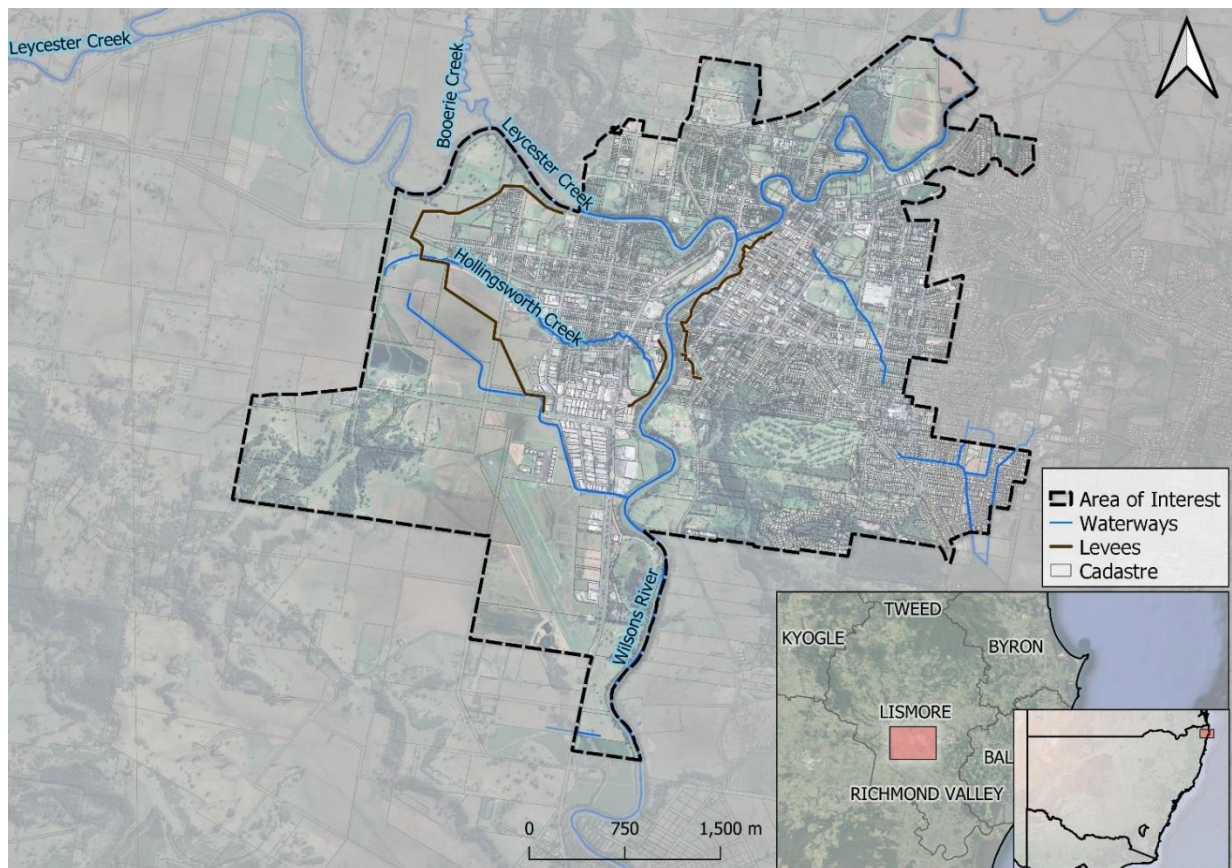 Leycester Creek
Booerie Creek
Leycester Creek
Hollingsworth Creek
Wilsons River
Area of Interest
Waterways
Levees
Cadastre
TWEED
KYOGLE
BYRON
LISMORE
BAL
RICHMOND VALLEY
0 750 1,500 m